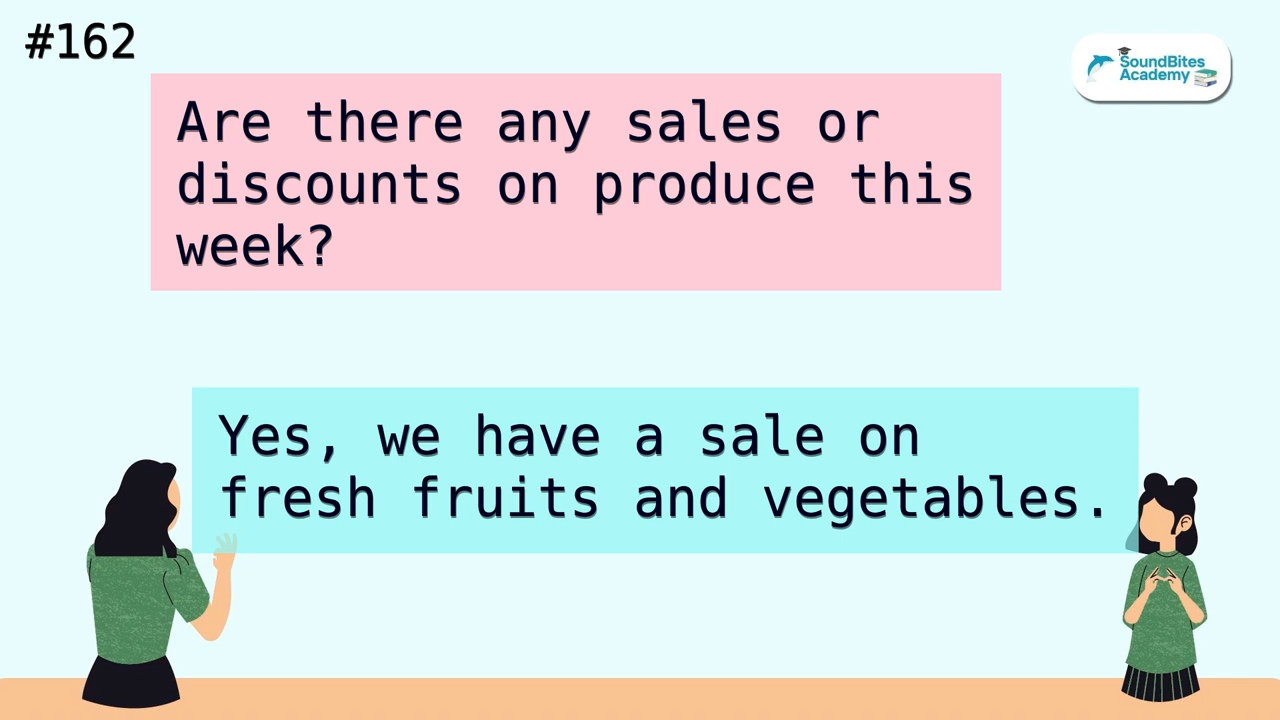 #162
SoundBites
Academy
Are there any sales or
discounts on produce this
week?
Yes, we have a sale on
fresh fruits and vegetables.